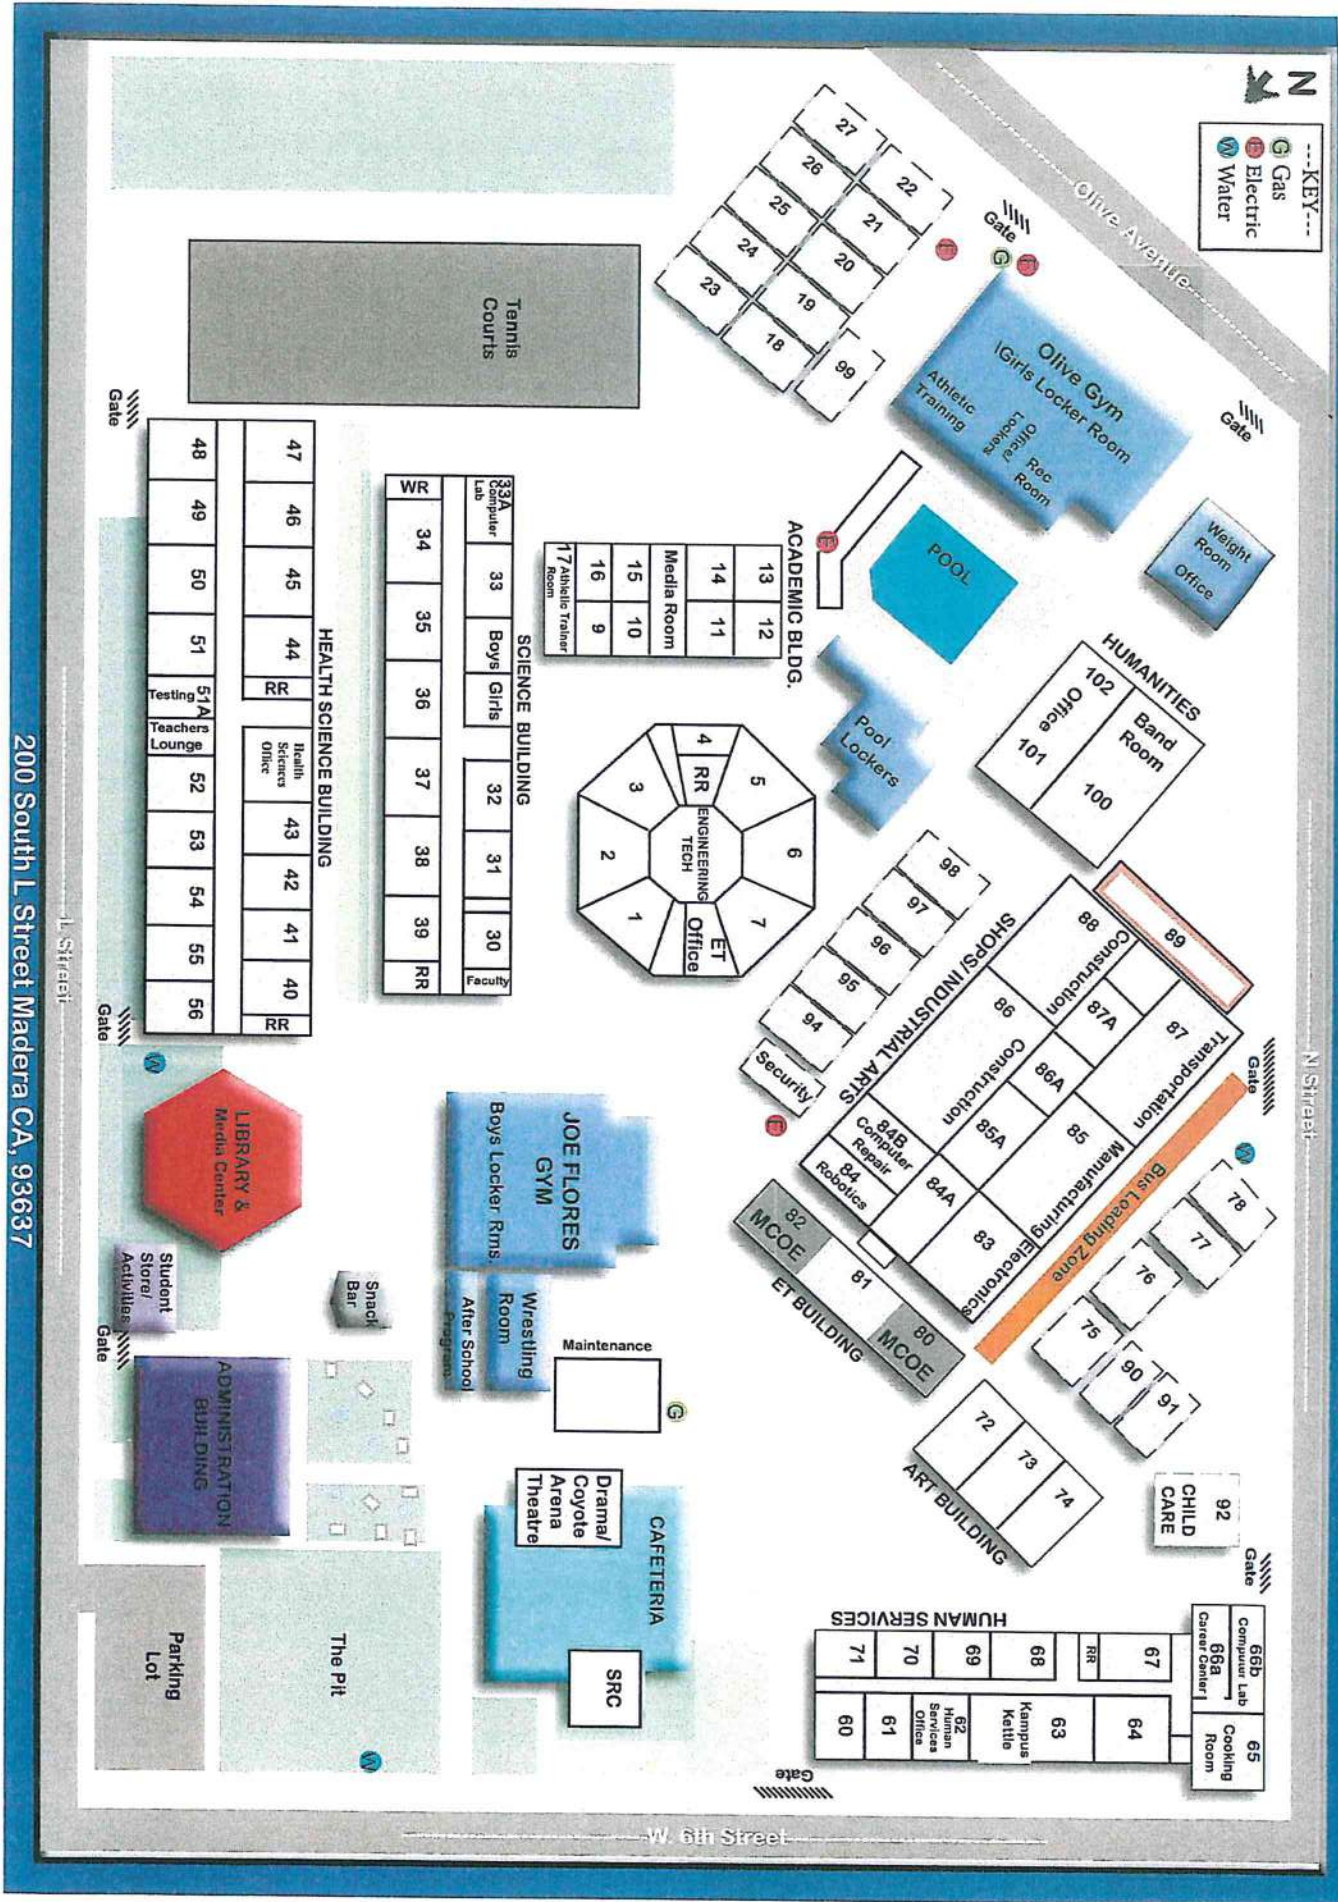 N
---KEY---
G Gas
E Electric
W Water
Olive Avenue
N Street
L Street
W. 6th Street
27
26
25
24
23
22
21
20
19
18
99
Gate
G
E
E
Olive Gym
Girls Locker Room
Office/
Lockers
Rec
Room
Athletic
Training
Gate
Weight
Room
Office
Tennis
Courts
POOL
E
Pool
Lockers
HUMANITIES
102
Office
101
Band
Room
100
ACADEMIC BLDG.
13
12
14
11
Media Room
15
10
16
9
17 Athletic Trainer
Room
ENGINEERING
TECH
4
RR
5
6
7
ET
Office
1
2
3
98
97
96
95
94
Security
E
SHOPS/ INDUSTRIAL ARTS
89
88
Construction
87A
87
Transportation
86
Construction
86A
85A
85
Manufacturing
84B
Computer
Repair
84
Robotics
84A
83
Electronics
Gate
W
Bus Loading Zone
78
77
76
75
90
91
82
MCOE
81
80
MCOE
ET BUILDING
72
73
74
ART BUILDING
92
CHILD
CARE
Gate
SCIENCE BUILDING
33A
Computer
Lab
33
Boys
Girls
32
31
30
Faculty
WR
34
35
36
37
38
39
RR
HEALTH SCIENCE BUILDING
47
46
45
44
RR
Health
Sciences
Office
43
42
41
40
RR
48
49
50
51
51A
Testing
Teachers
Lounge
52
53
54
55
56
Gate
Gate
W
LIBRARY &
Media Center
Student
Store/
Activities
Gate
Snack
Bar
JOE FLORES
GYM
Boys Locker Rms.
Wrestling
Room
After School
Program
Maintenance
G
ADMINISTRATION
BUILDING
CAFETERIA
Drama/
Coyote
Arena
Theatre
SRC
The Pit
W
Parking
Lot
HUMAN SERVICES
66b
Computer Lab
66a
Career Center
65
Cooking
Room
67
RR
68
69
70
71
64
63
Kampus
Kettle
62
Human
Services
Office
61
60
Gate
200 South L Street Madera CA, 93637